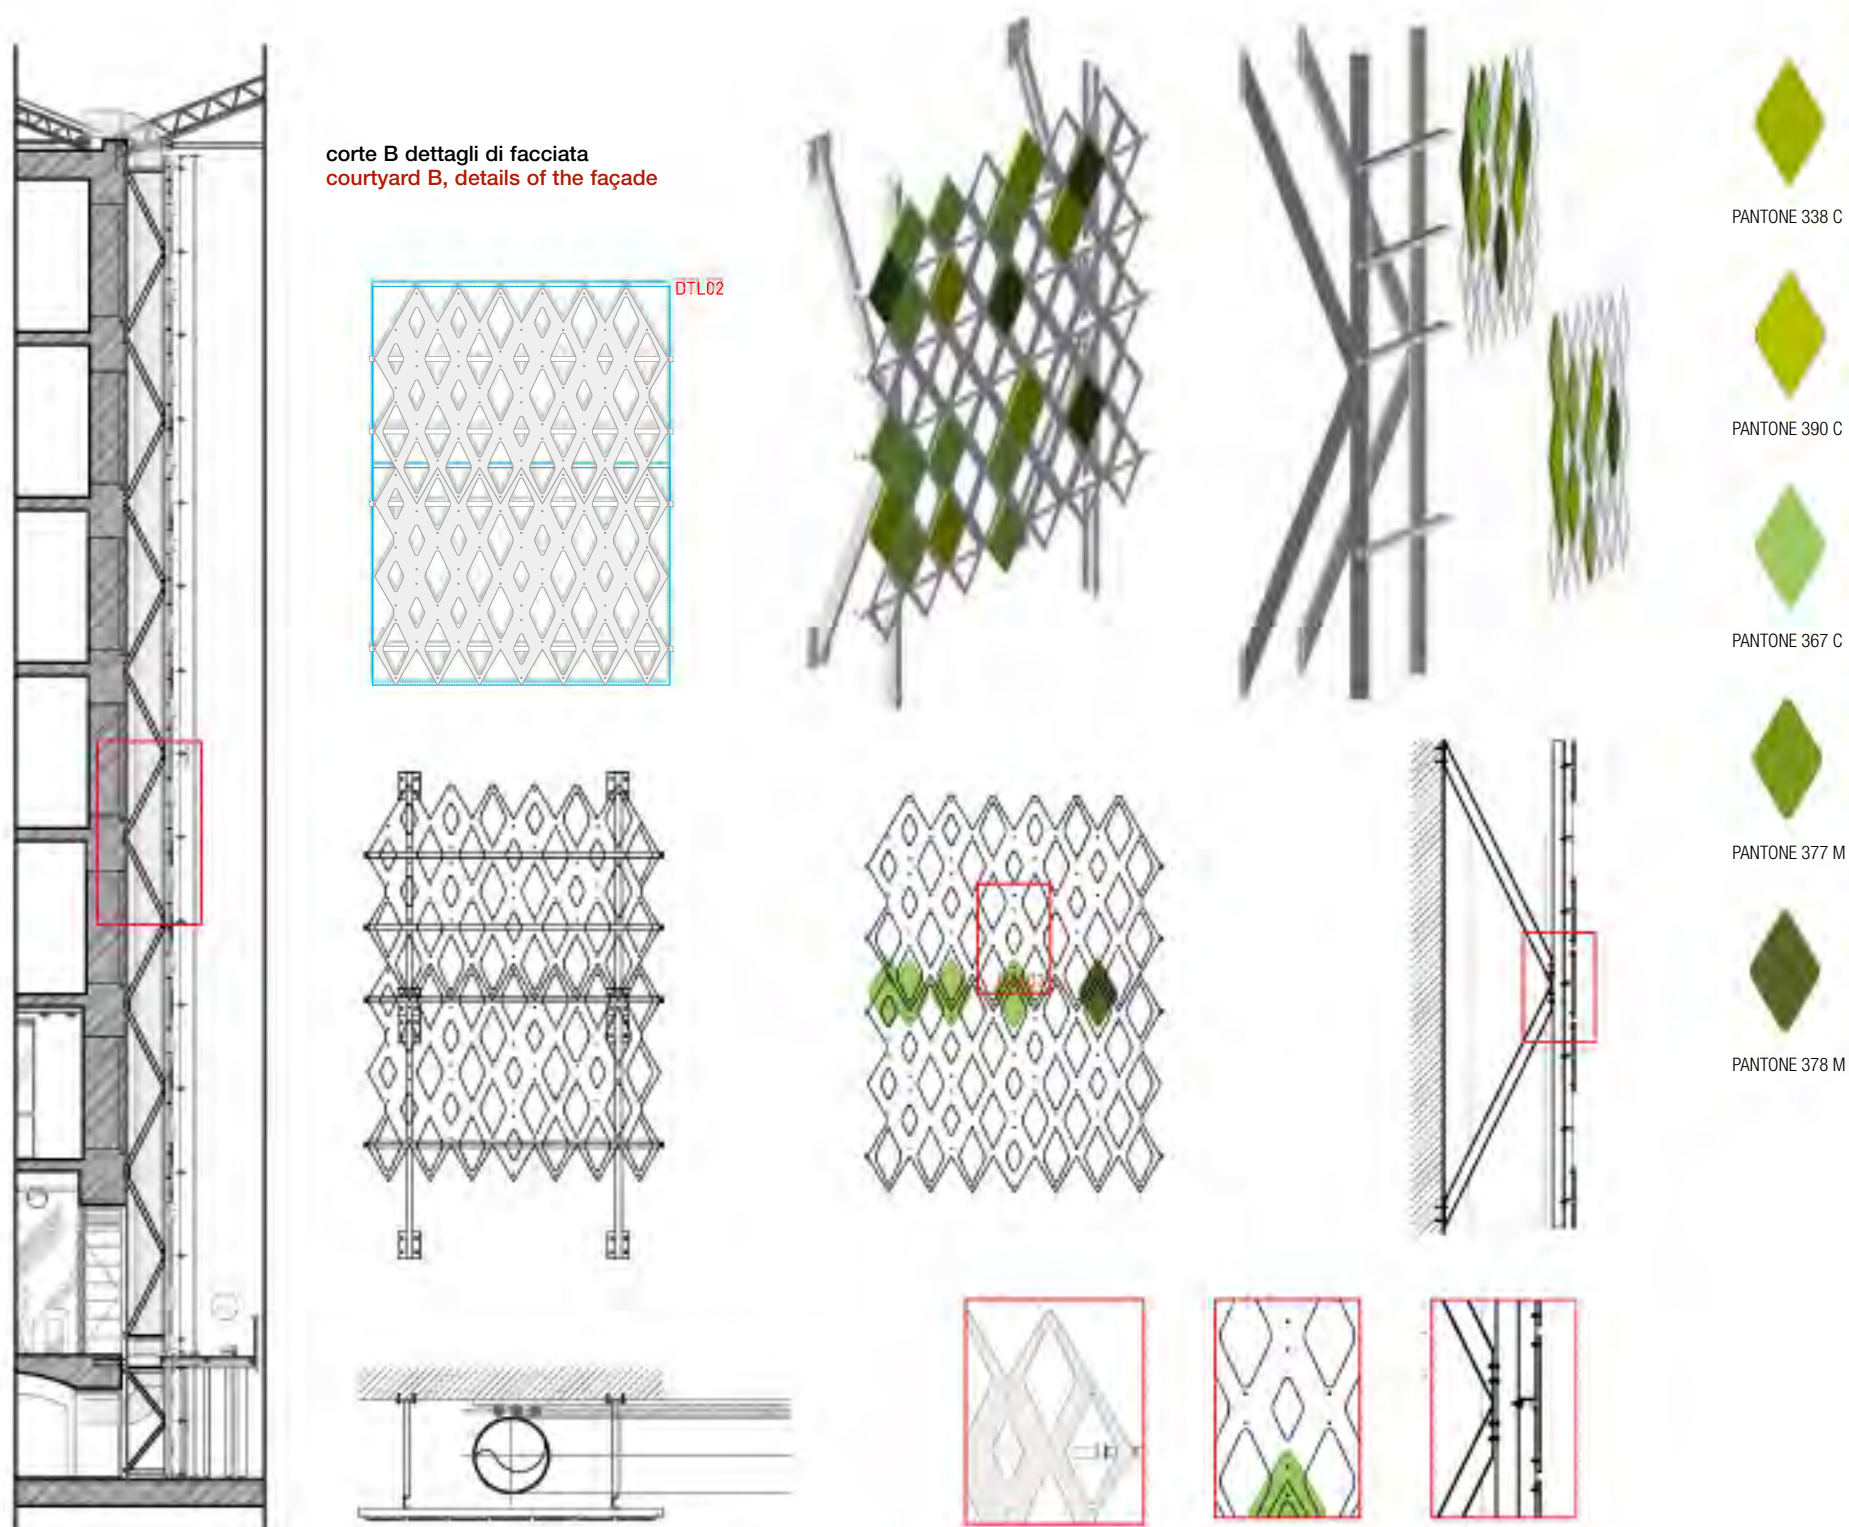 corte B dettagli di facciata
courtyard B, details of the façade
DTL02
PANTONE 338 C
PANTONE 390 C
PANTONE 367 C
PANTONE 377 M
PANTONE 378 M